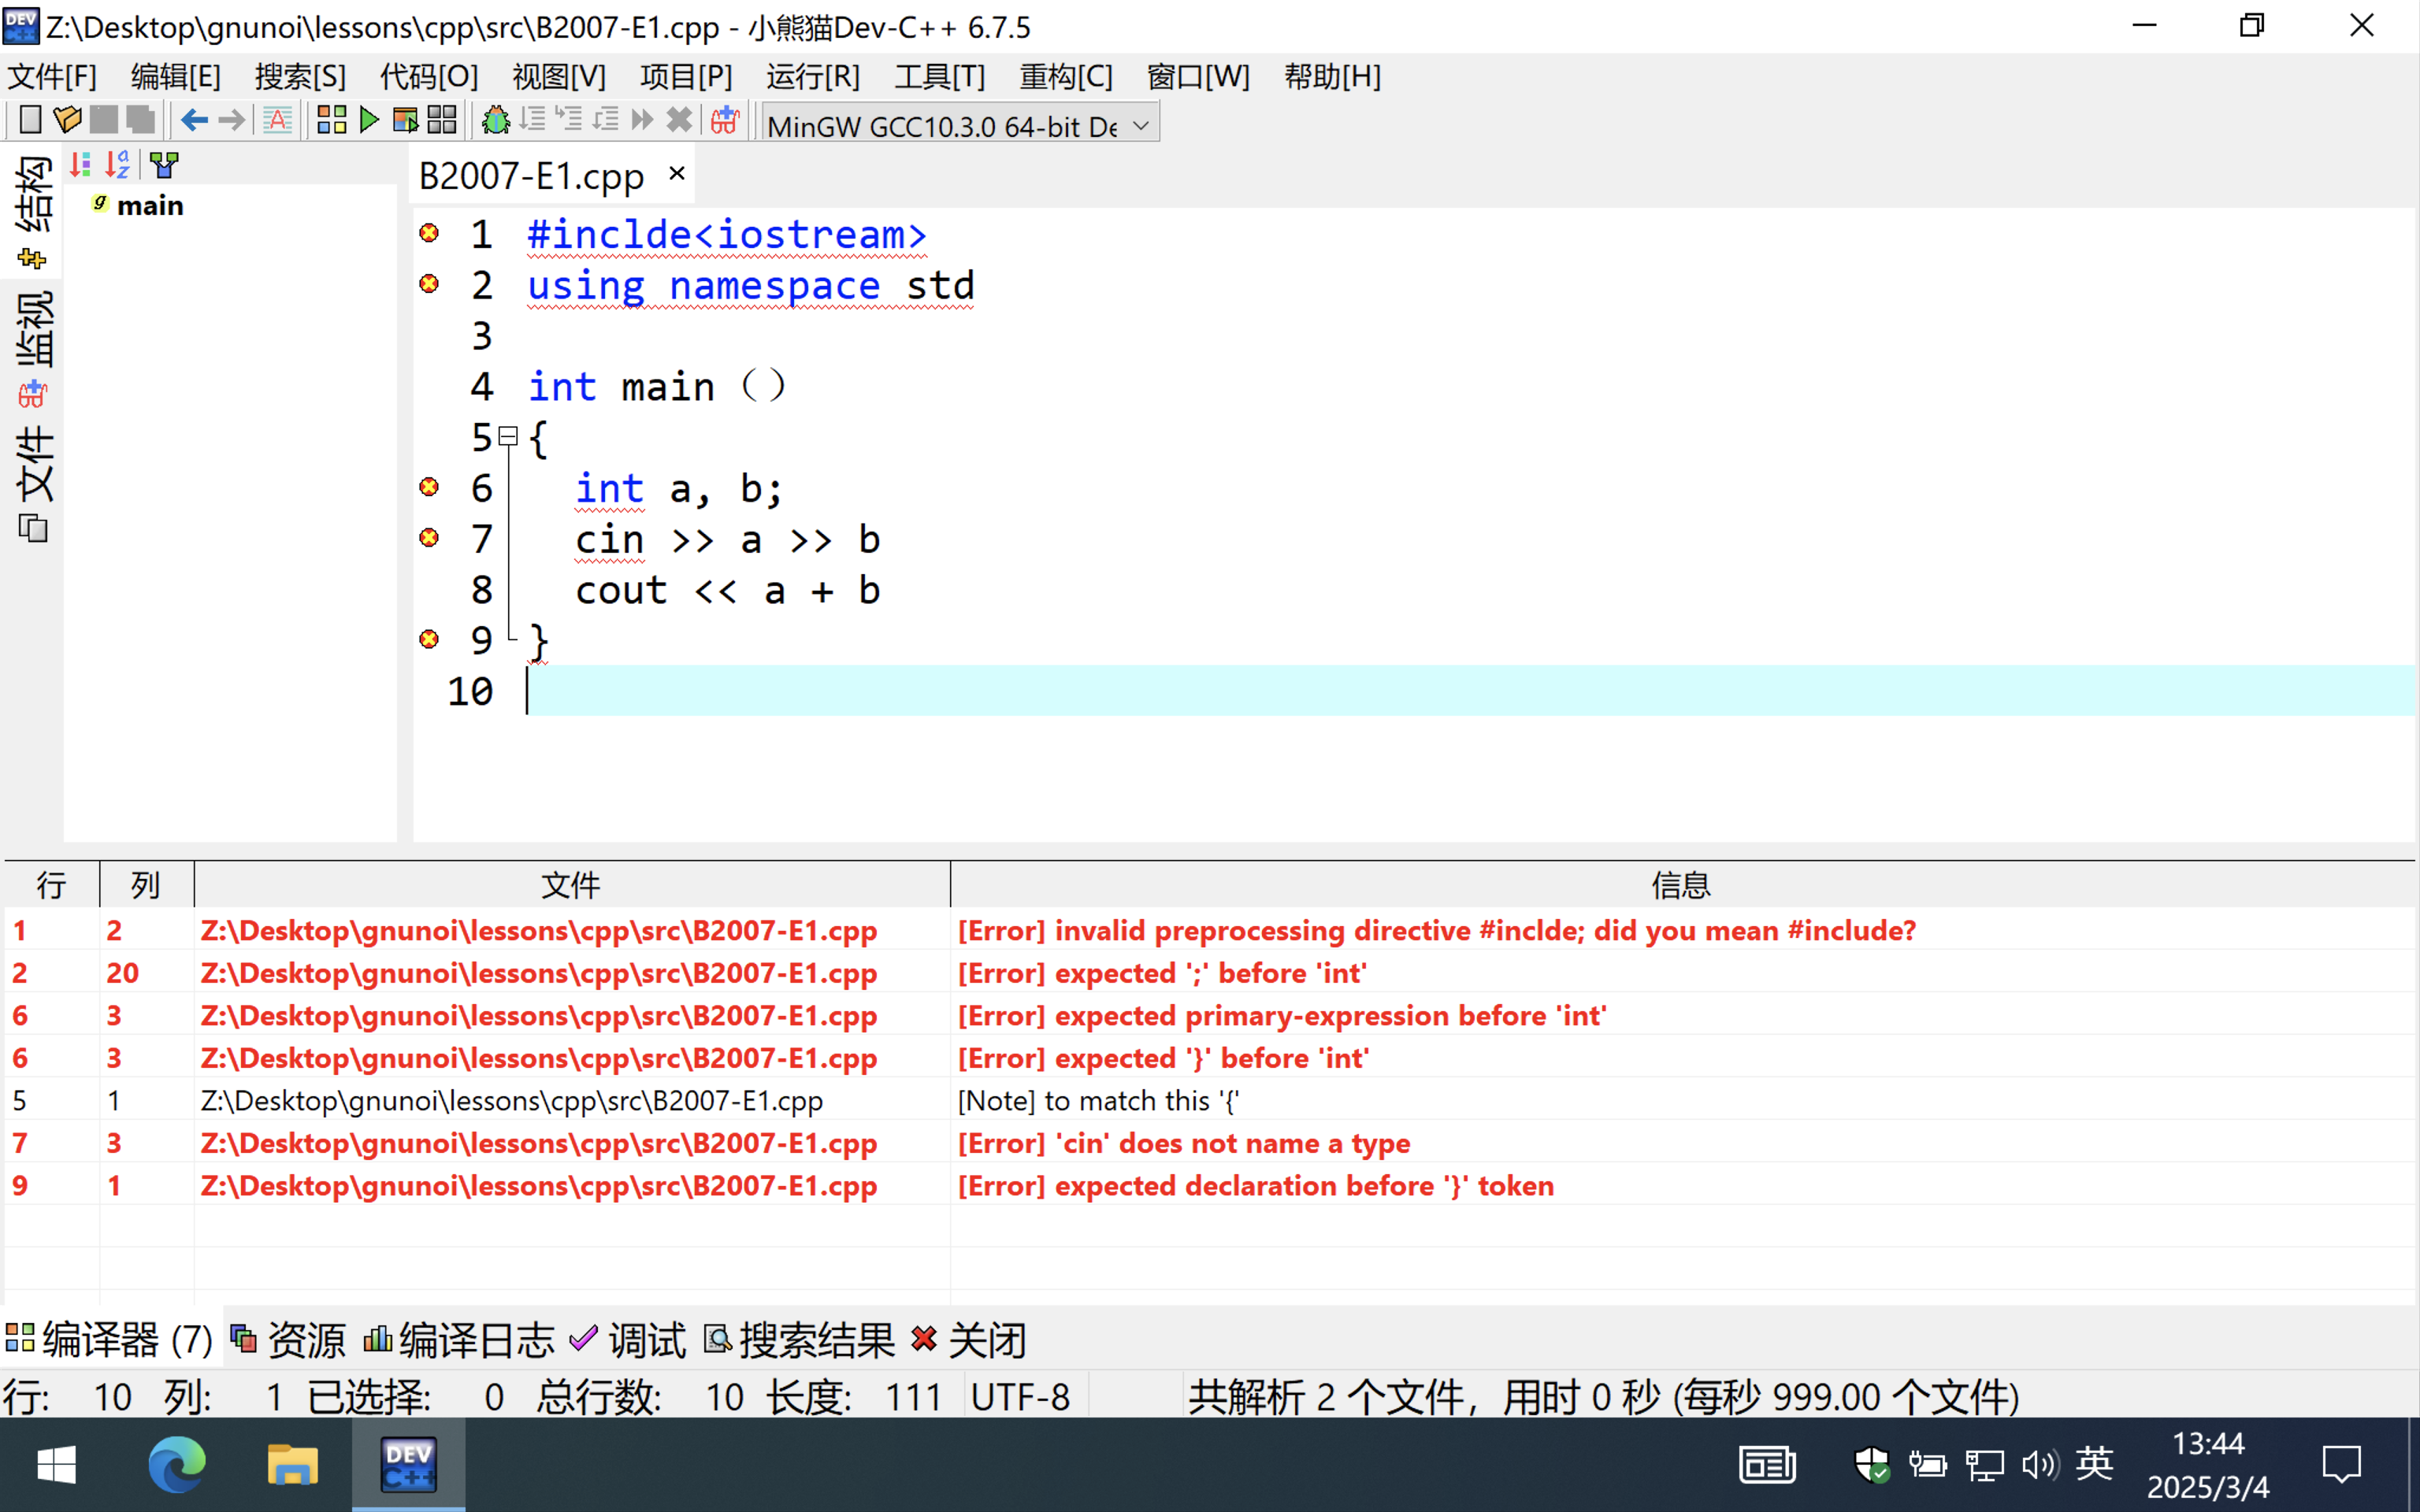 Z:\Desktop\gnunoi\lessons\cpp\src\B2007-E1.cpp - 小熊猫Dev-C++ 6.7.5
文件[F] 编辑[E] 搜索[S] 代码[O] 视图[V] 项目[P] 运行[R] 工具[T] 重构[C] 窗口[W] 帮助[H]
MinGW GCC10.3.0 64-bit De
结构
监视
文件
main
B2007-E1.cpp
1 #inclde<iostream>
2 using namespace std
3
4 int main （）
5 {
6 int a, b;
7 cin >> a >> b
8 cout << a + b
9 }
10
行 列 文件 信息
1 2 Z:\Desktop\gnunoi\lessons\cpp\src\B2007-E1.cpp [Error] invalid preprocessing directive #inclde; did you mean #include?
2 20 Z:\Desktop\gnunoi\lessons\cpp\src\B2007-E1.cpp [Error] expected ';' before 'int'
6 3 Z:\Desktop\gnunoi\lessons\cpp\src\B2007-E1.cpp [Error] expected primary-expression before 'int'
6 3 Z:\Desktop\gnunoi\lessons\cpp\src\B2007-E1.cpp [Error] expected '}' before 'int'
5 1 Z:\Desktop\gnunoi\lessons\cpp\src\B2007-E1.cpp [Note] to match this '{'
7 3 Z:\Desktop\gnunoi\lessons\cpp\src\B2007-E1.cpp [Error] 'cin' does not name a type
9 1 Z:\Desktop\gnunoi\lessons\cpp\src\B2007-E1.cpp [Error] expected declaration before '}' token
编译器 (7) 资源 编译日志 调试 搜索结果 关闭
行: 10 列: 1 已选择: 0 总行数: 10 长度: 111 UTF-8 共解析 2 个文件，用时 0 秒 (每秒 999.00 个文件)
DEV C++
英
13:44
2025/3/4